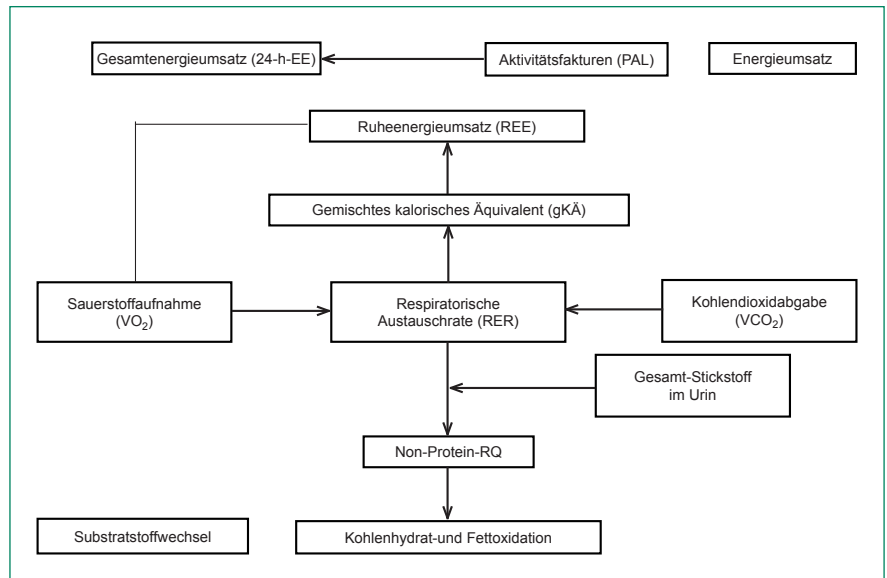 Gesamtenergieumsatz (24-h-EE)
Aktivitätsfakturen (PAL)
Energieumsatz
Ruheenergieumsatz (REE)
Gemischtes kalorisches Äquivalent (gKÄ)
Sauerstoffaufnahme
(VO₂)
Respiratorische
Austauschrate (RER)
Kohlendioxidabgabe
(VCO₂)
Gesamt-Stickstoff
im Urin
Non-Protein-RQ
Substratstoffwechsel
Kohlenhydrat-und Fettoxidation